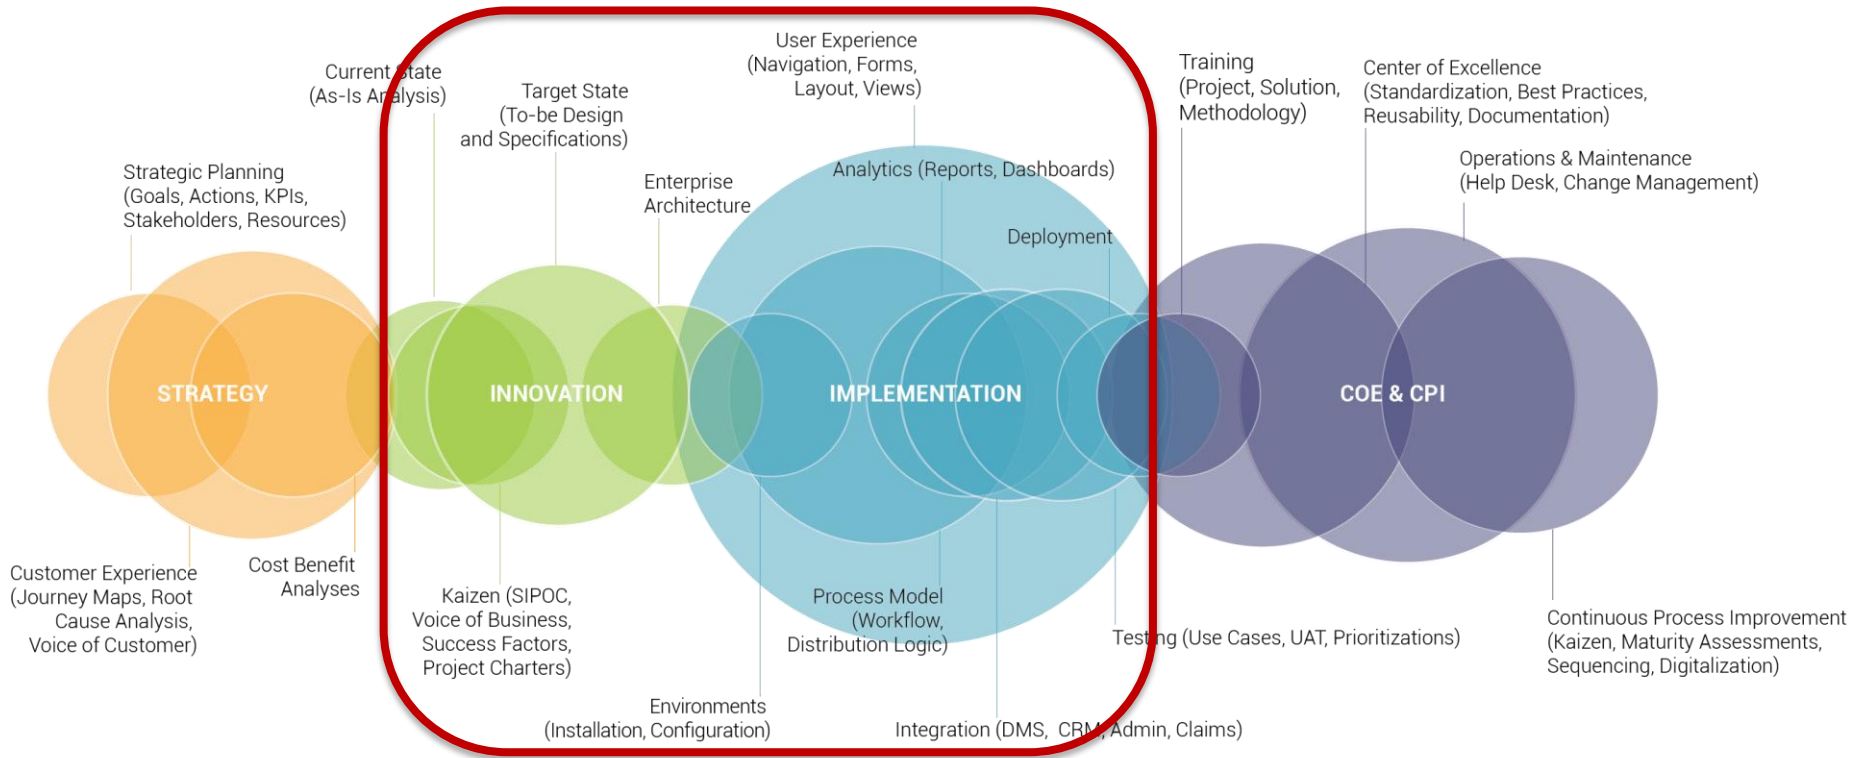 User Experience
(Navigation, Forms,
Layout, Views)
Current State
(As-Is Analysis)
Target State
(To-be Design
and Specifications)
Training
(Project, Solution,
Methodology)
Center of Excellence
(Standardization, Best Practices,
Reusability, Documentation)
Operations & Maintenance
(Help Desk, Change Management)
Strategic Planning
(Goals, Actions, KPIs,
Stakeholders, Resources)
Enterprise
Architecture
Analytics (Reports, Dashboards)
Deployment
STRATEGY
INNOVATION
IMPLEMENTATION
COE & CPI
Customer Experience
(Journey Maps, Root
Cause Analysis,
Voice of Customer)
Cost Benefit
Analyses
Kaizen (SIPOC,
Voice of Business,
Success Factors,
Project Charters)
Process Model
(Workflow,
Distribution Logic)
Testing (Use Cases, UAT, Prioritizations)
Continuous Process Improvement
(Kaizen, Maturity Assessments,
Sequencing, Digitalization)
Environments
(Installation, Configuration)
Integration (DMS, CRM, Admin, Claims)